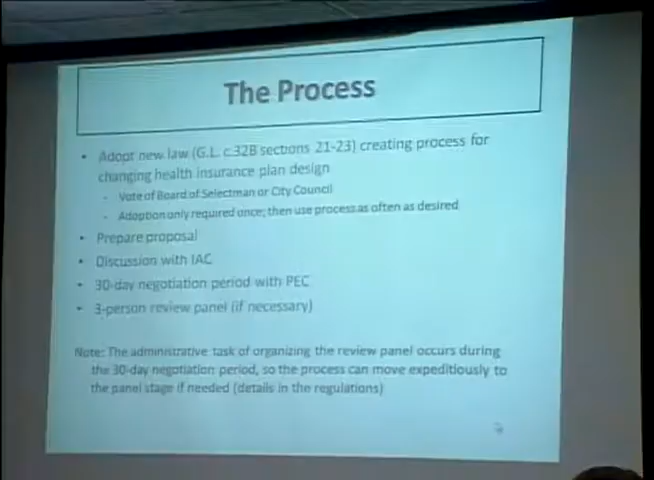 The Process
• Adopt new law (G.L. c.32B sections 21-23) creating process for
changing health insurance plan design
- Vote of Board of Selectman or City Council
- Adoption only required once; then use process as often as desired
• Prepare proposal
• Discussion with IAC
• 30-day negotiation period with PEC
• 3-person review panel (if necessary)
Note: The administrative task of organizing the review panel occurs during
the 30-day negotiation period, so the process can move expeditiously to
the panel stage if needed (details in the regulations)